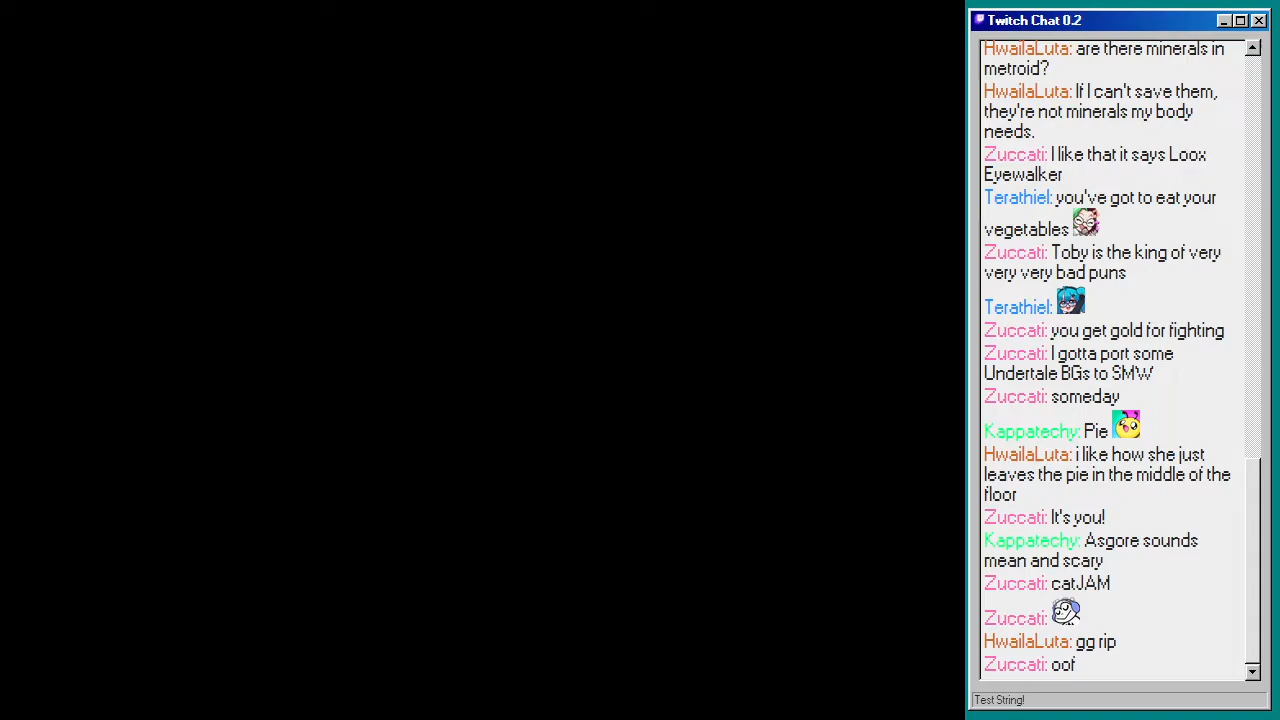 Twitch Chat 0.2
HwailaLuta: are there minerals in
metroid?
HwailaLuta: If I can't save them,
they're not minerals my body
needs.
Zuccati: I like that it says Loox
Eyewalker
Terathiel: you've got to eat your
vegetables
Zuccati: Toby is the king of very
very very bad puns
Terathiel:
Zuccati: you get gold for fighting
Zuccati: I gotta port some
Undertale BGs to SMW
Zuccati: someday
Kappatechy: Pie
HwailaLuta: i like how she just
leaves the pie in the middle of the
floor
Zuccati: It's you!
Kappatechy: Asgore sounds
mean and scary
Zuccati: catJAM
Zuccati:
HwailaLuta: gg rip
Zuccati: oof
Test String!